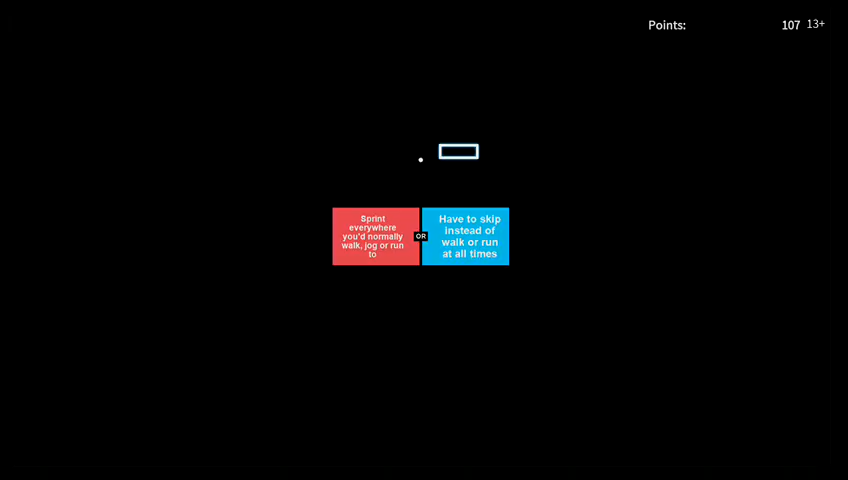 Points: 107 13+
Sprint
everywhere
you'd normally
walk, jog or run
to
OR
Have to skip
instead of
walk or run
at all times